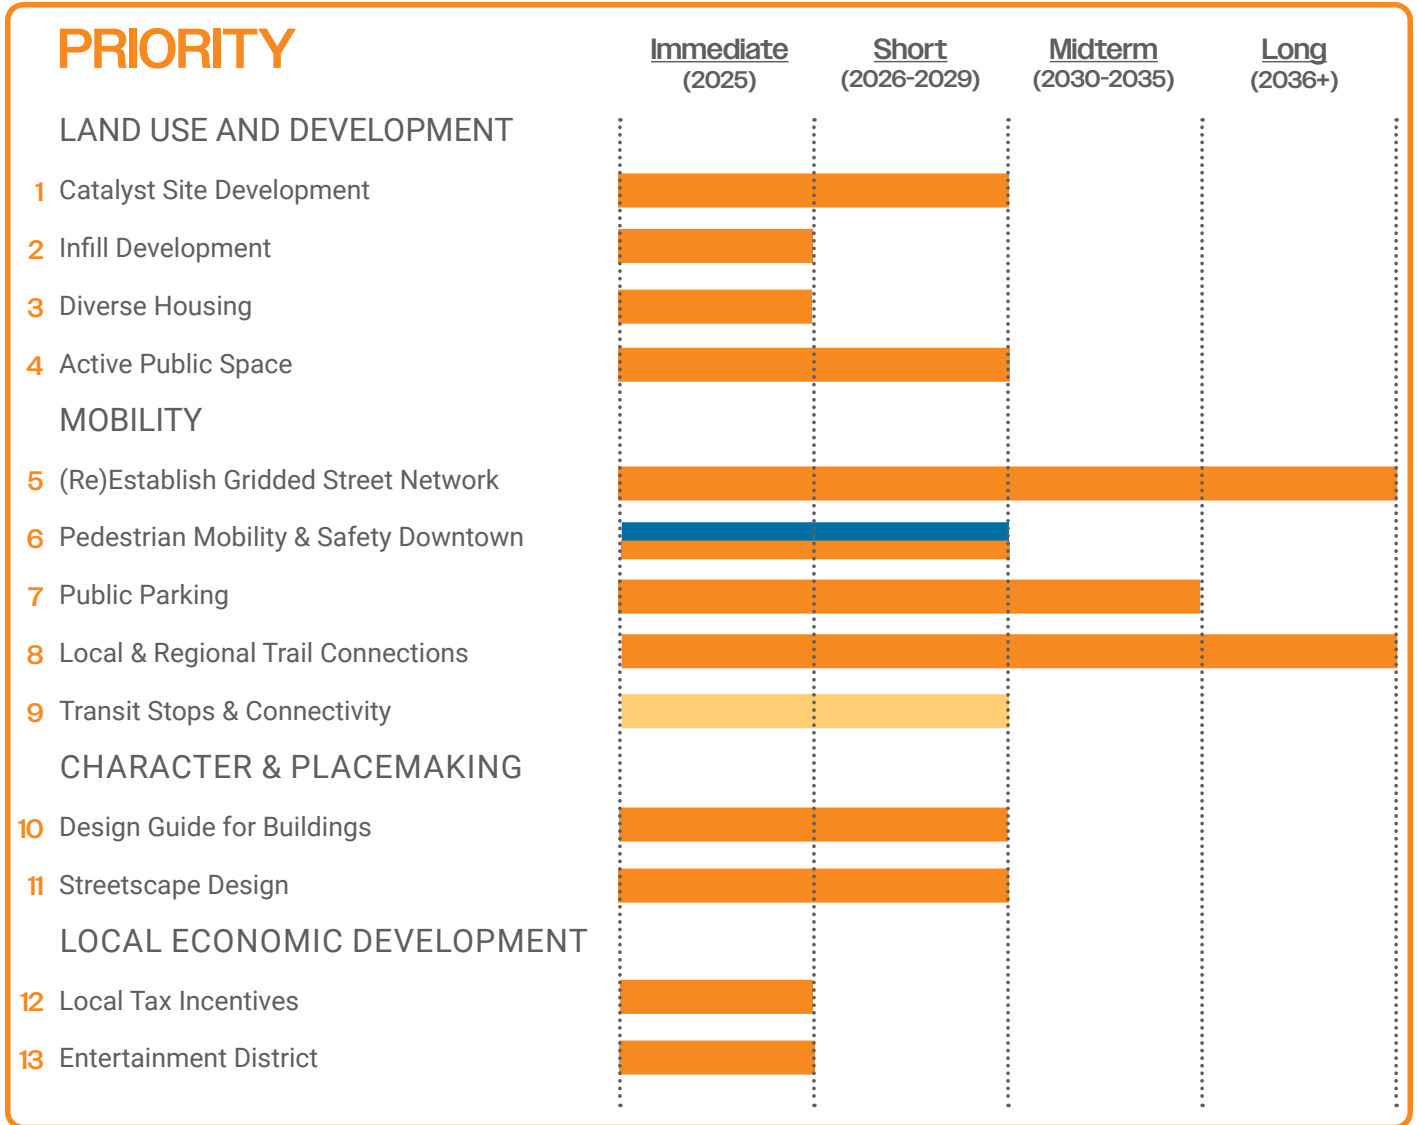 PRIORITY
Immediate Short Midterm Long
(2025) (2026-2029) (2030-2035) (2036+)
LAND USE AND DEVELOPMENT
1 Catalyst Site Development
2 Infill Development
3 Diverse Housing
4 Active Public Space
MOBILITY
5 (Re)Establish Gridded Street Network
6 Pedestrian Mobility & Safety Downtown
7 Public Parking
8 Local & Regional Trail Connections
9 Transit Stops & Connectivity
CHARACTER & PLACEMAKING
10 Design Guide for Buildings
11 Streetscape Design
LOCAL ECONOMIC DEVELOPMENT
12 Local Tax Incentives
13 Entertainment District